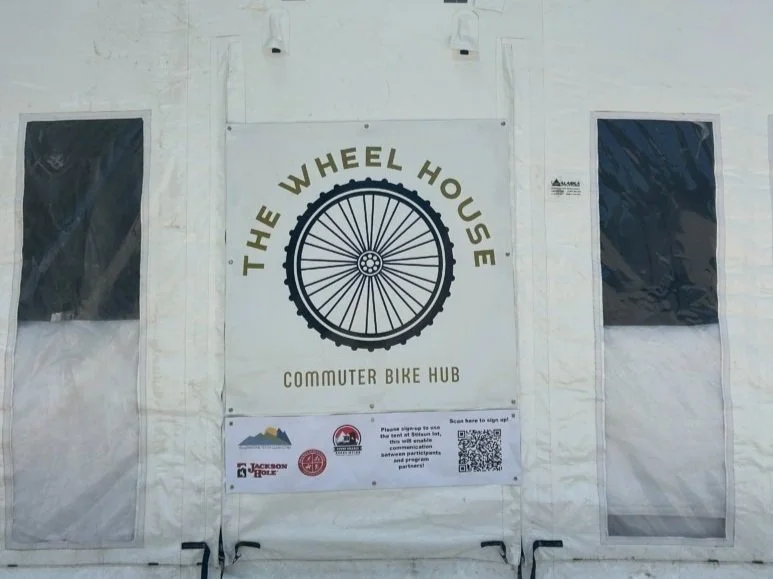 THE WHEEL HOUSE
COMMUTER BIKE HUB
Please sign-up to use
the tent at Stilson lot,
this will enable
communication
between participants
and program
partners!
Scan here to sign up!
JACKSON
HOLE
ALASKA